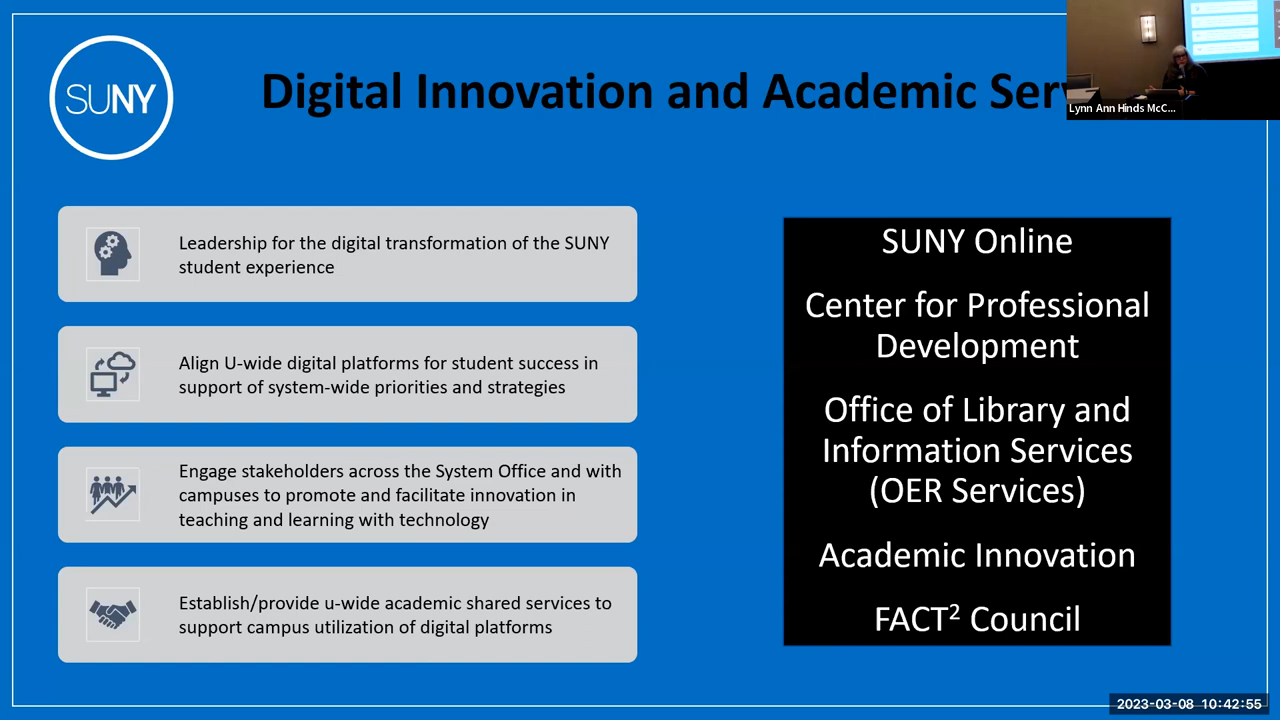 SUNY
Digital Innovation and Academic
Lynn Ann Hinds McC...
Leadership for the digital transformation of the SUNY
student experience
Align U-wide digital platforms for student success in
support of system-wide priorities and strategies
Engage stakeholders across the System Office and with
campuses to promote and facilitate innovation in
teaching and learning with technology
Establish/provide u-wide academic shared services to
support campus utilization of digital platforms
SUNY Online
Center for Professional
Development
Office of Library and
Information Services
(OER Services)
Academic Innovation
FACT² Council
2023-03-08 10:42:55